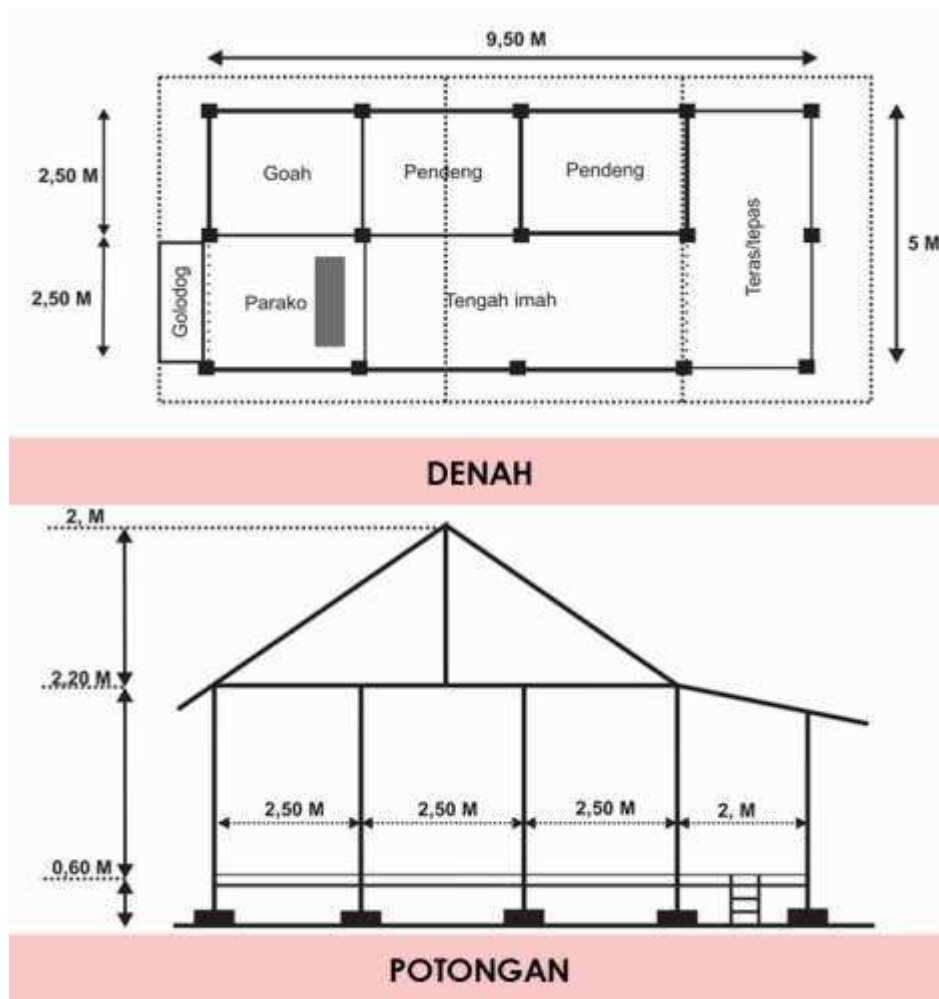 9,50 M
2,50 M
Goah
Pendeng
Pendeng
Teras/tepas
5 M
2,50 M
Golodog
Parako
Tengah imah
DENAH
2, M
2,20 M
2,50 M
2,50 M
2,50 M
2, M
0,60 M
POTONGAN